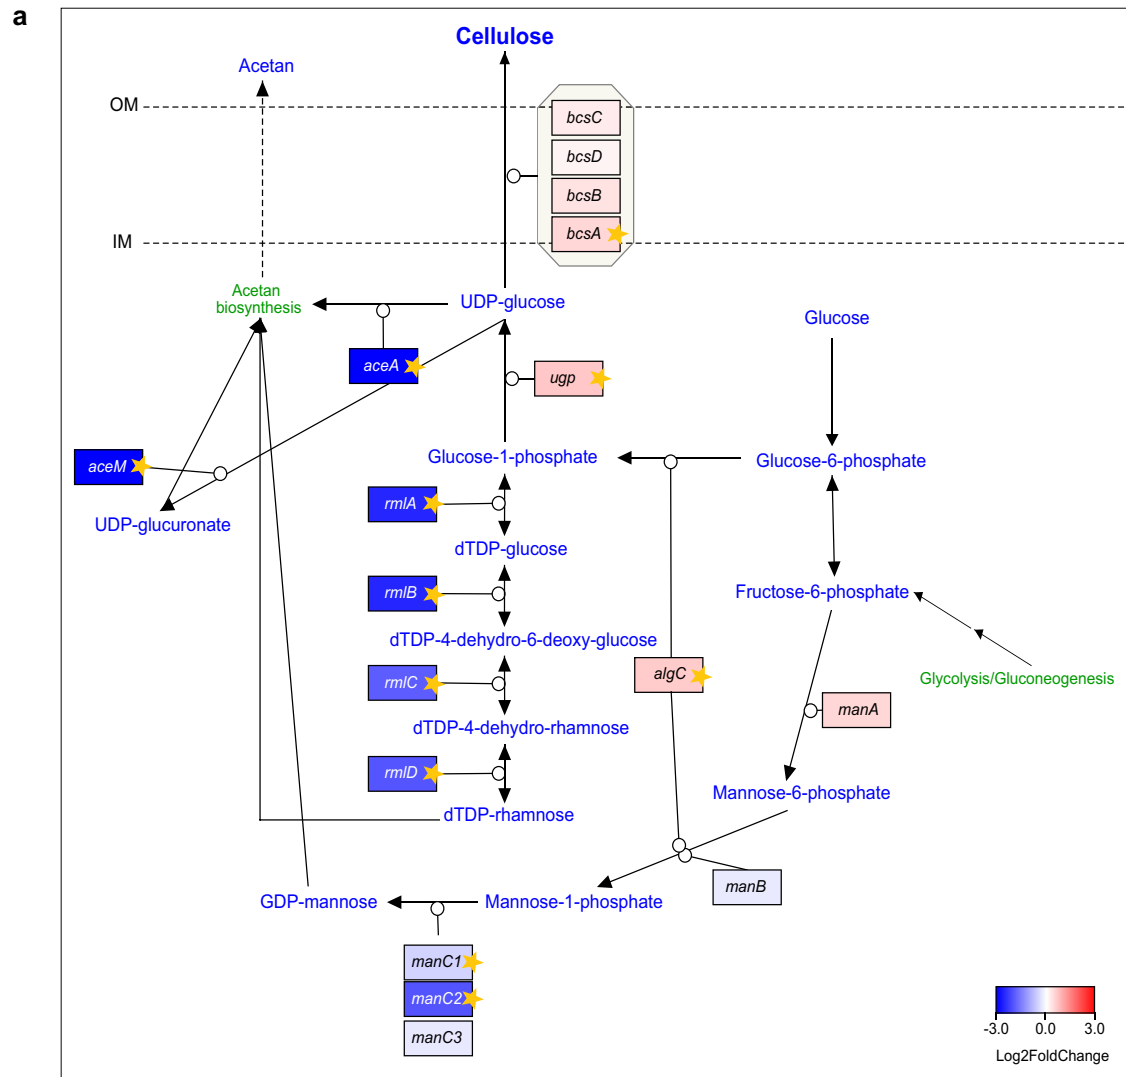 a
Cellulose
Acetan
OM
bcsC
bcsD
bcsB
bcsA
IM
Acetan
biosynthesis
UDP-glucose
Glucose
aceA
ugp
Glucose-1-phosphate
Glucose-6-phosphate
aceM
rmlA
UDP-glucuronate
dTDP-glucose
rmlB
Fructose-6-phosphate
dTDP-4-dehydro-6-deoxy-glucose
rmlC
algC
Glycolysis/Gluconeogenesis
manA
dTDP-4-dehydro-rhamnose
rmlD
Mannose-6-phosphate
dTDP-rhamnose
manB
GDP-mannose
Mannose-1-phosphate
manC1
manC2
manC3
-3.0 0.0 3.0
Log2FoldChange